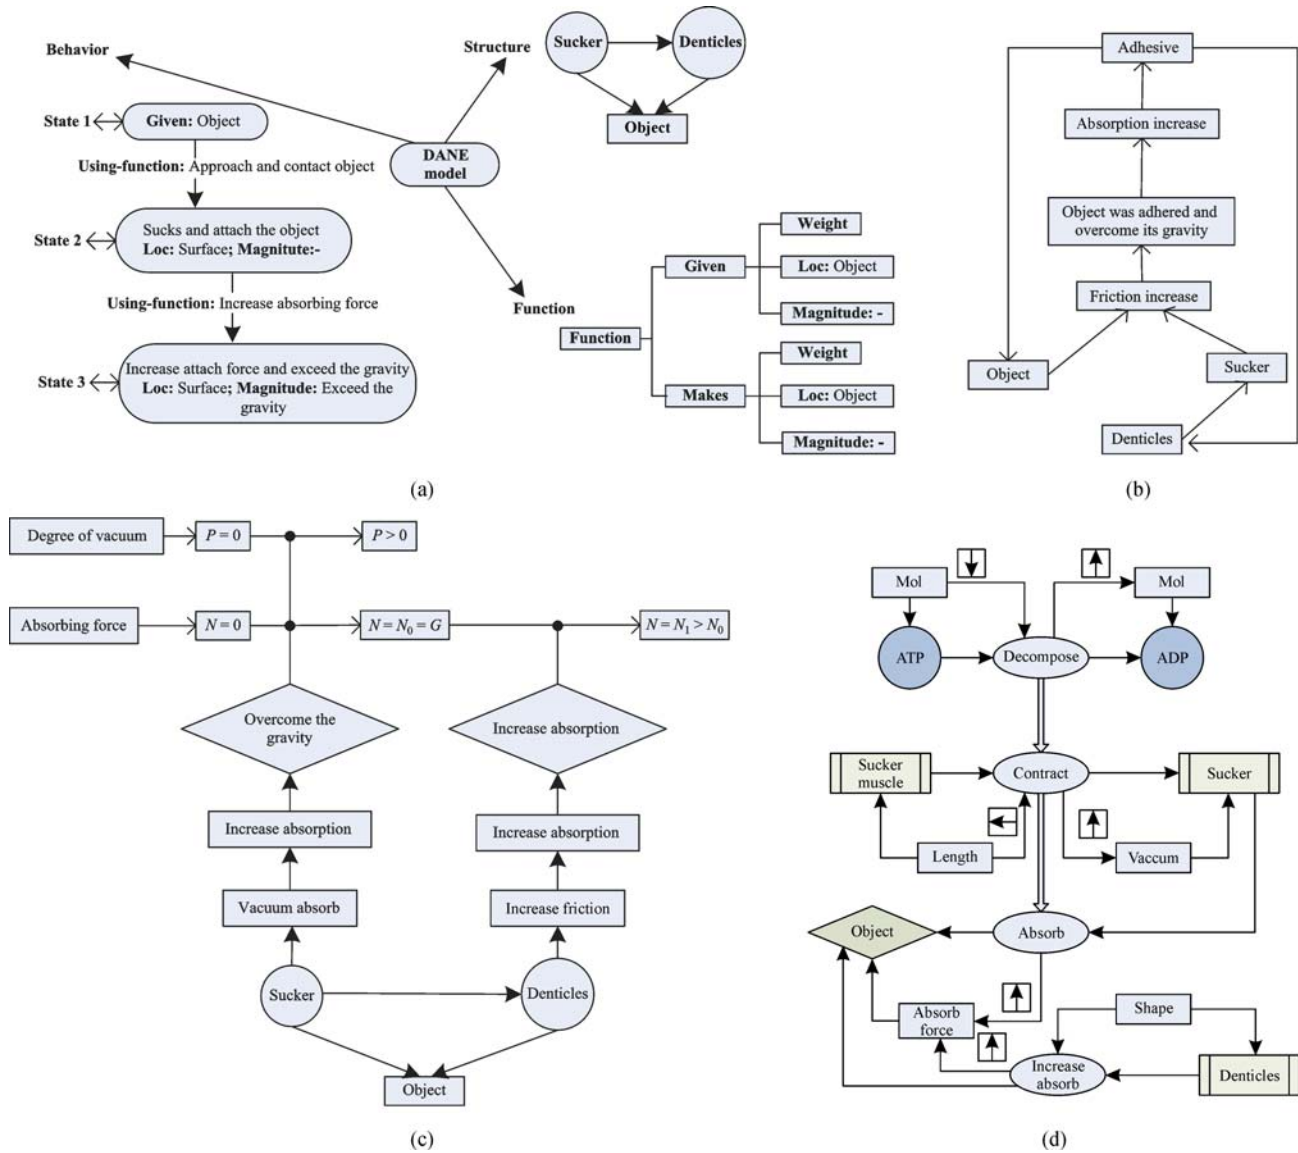 Behavior
Structure
Sucker
Denticles
Object
State 1
Given: Object
Using-function: Approach and contact object
DANE
model
State 2
Sucks and attach the object
Loc: Surface; Magnitute:-
Using-function: Increase absorbing force
State 3
Increase attach force and exceed the gravity
Loc: Surface; Magnitude: Exceed the
gravity
Function
Function
Given
Weight
Loc: Object
Magnitude: -
Makes
Weight
Loc: Object
Magnitude: -
(a)
Adhesive
Absorption increase
Object was adhered and
overcome its gravity
Friction increase
Object
Sucker
Denticles
(b)
Degree of vacuum
P = 0
P > 0
Absorbing force
N = 0
N = N0 = G
N = N1 > N0
Overcome the
gravity
Increase absorption
Increase absorption
Increase absorption
Vacuum absorb
Increase friction
Sucker
Denticles
Object
(c)
Mol
Mol
ATP
Decompose
ADP
Sucker
muscle
Contract
Sucker
Length
Vaccum
Object
Absorb
Absorb
force
Shape
Increase
absorb
Denticles
(d)